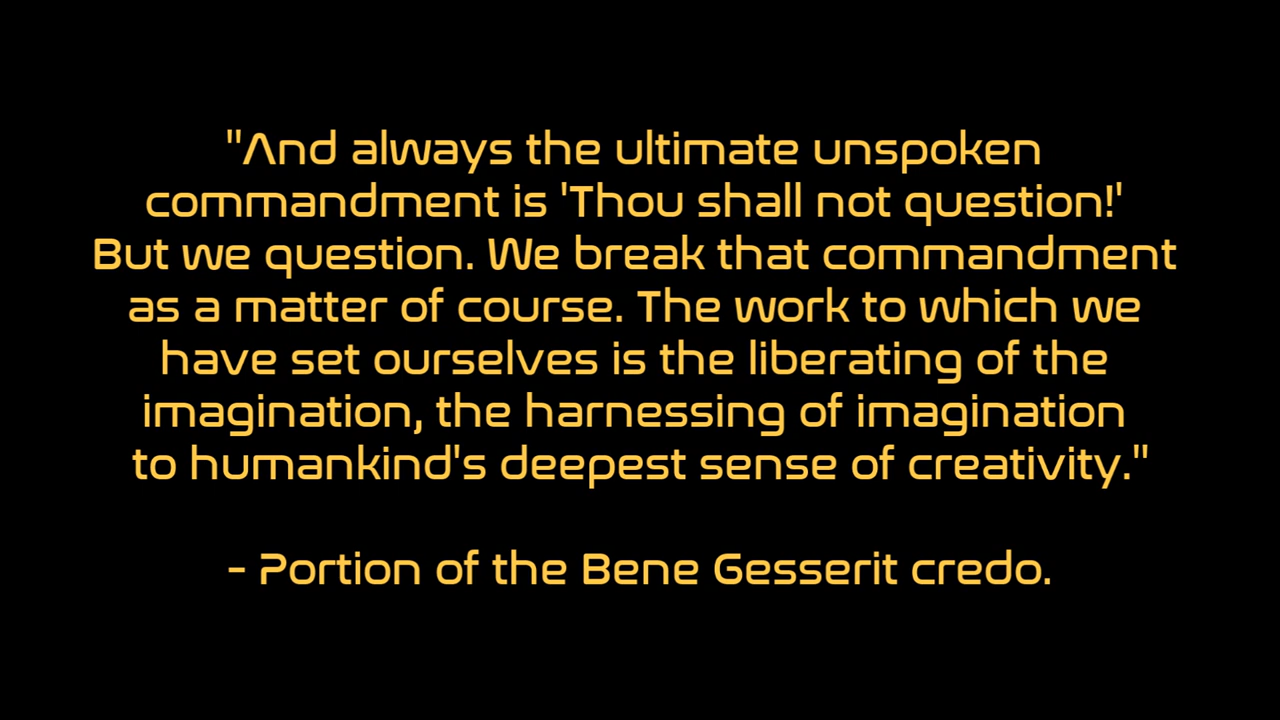 "And always the ultimate unspoken
commandment is 'Thou shall not question!'
But we question. We break that commandment
as a matter of course. The work to which we
have set ourselves is the liberating of the
imagination, the harnessing of imagination
to humankind's deepest sense of creativity."
- Portion of the Bene Gesserit credo.